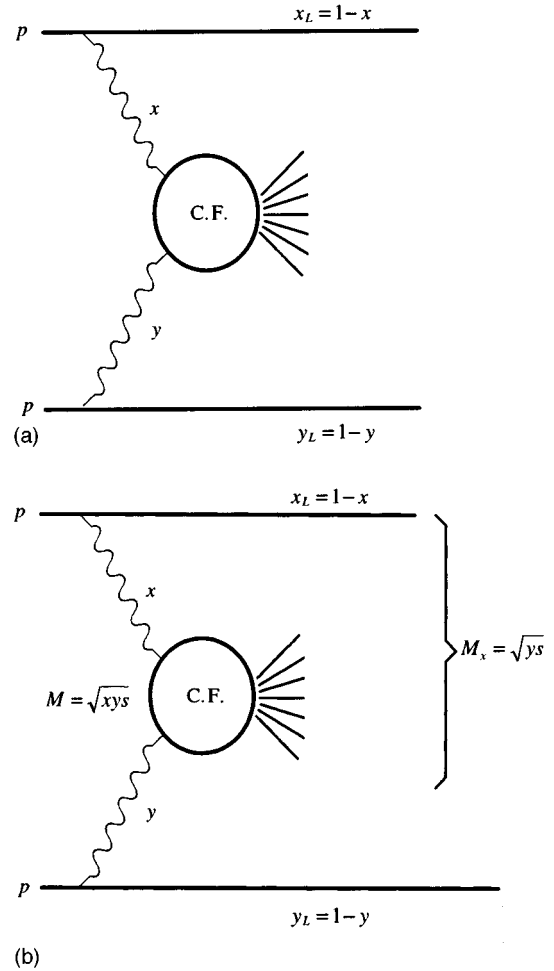 x_L = 1 - x
p
x
C.F.
y
p
(a)
y_L = 1 - y
x_L = 1 - x
p
x
M_x = √ys
M = √xys
C.F.
y
p
y_L = 1 - y
(b)